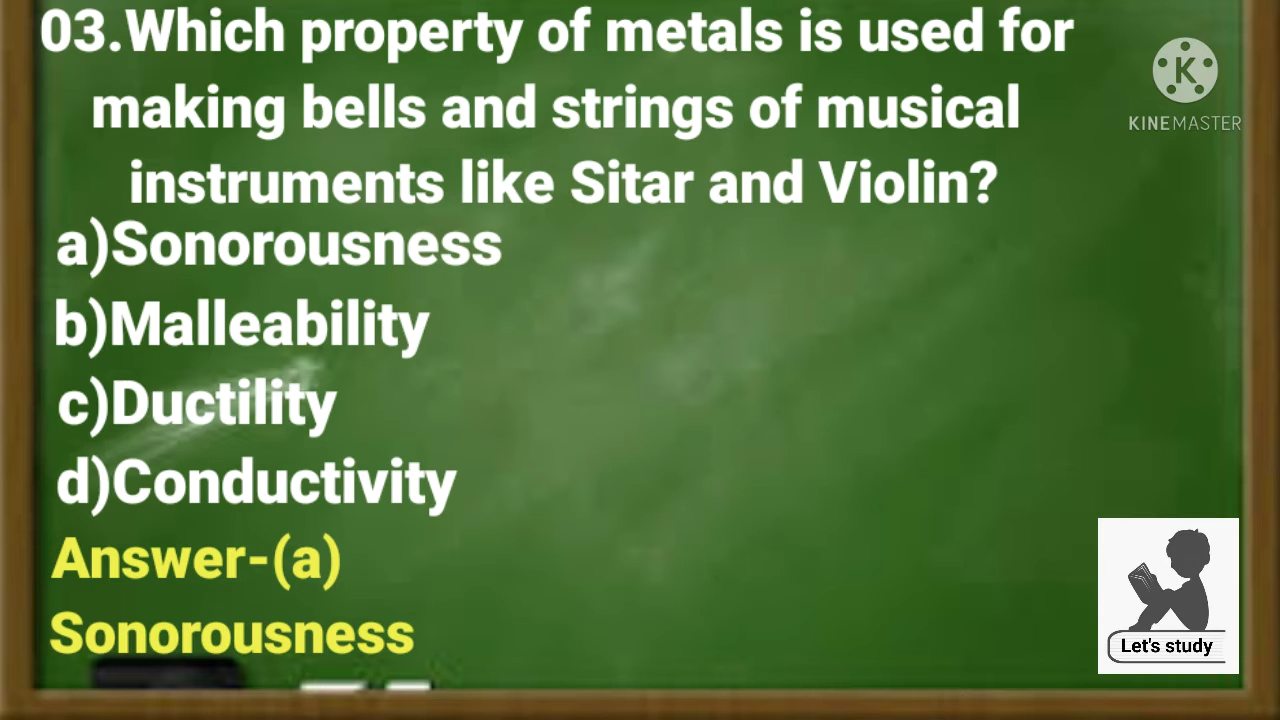 03.Which property of metals is used for
making bells and strings of musical
instruments like Sitar and Violin?
a)Sonorousness
b)Malleability
c)Ductility
d)Conductivity
Answer-(a)
Sonorousness
K
KINEMASTER
Let's study